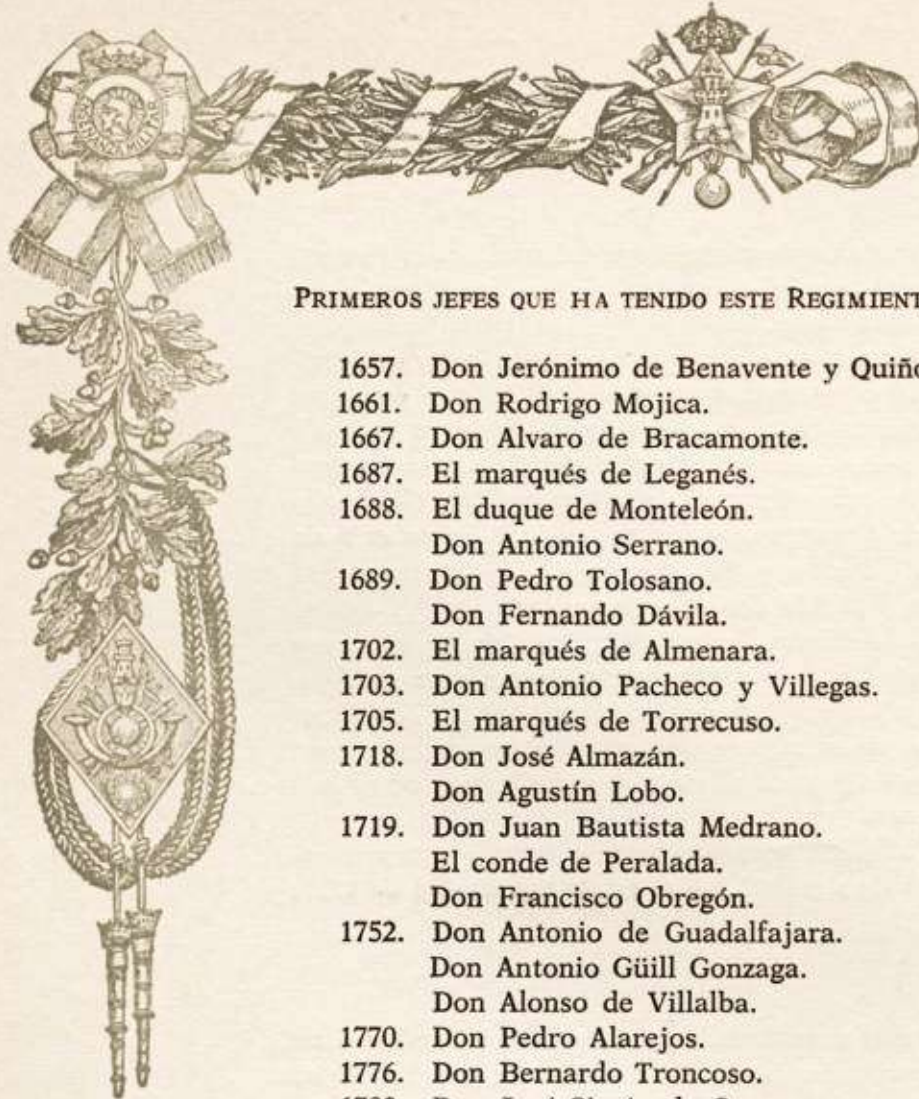 PRIMEROS JEFES QUE HA TENIDO ESTE
1657. Don Jerónimo de Benavente y
1661. Don Rodrigo Mojica.
1667. Don Alvaro de Bracamonte.
1687. El marqués de Leganés.
1688. El duque de Monteleón.
Don Antonio Serrano.
1689. Don Pedro Tolosano.
Don Fernando Dávila.
1702. El marqués de Almenara.
1703. Don Antonio Pacheco y Villegas.
1705. El marqués de Torrecuso.
1718. Don José Almazán.
Don Agustín Lobo.
1719. Don Juan Bautista Medrano.
El conde de Peralada.
Don Francisco Obregón.
1752. Don Antonio de Guadalfajara.
Don Antonio Güill Gonzaga.
Don Alonso de Villalba.
1770. Don Pedro Alarejos.
1776. Don Bernardo Troncoso.